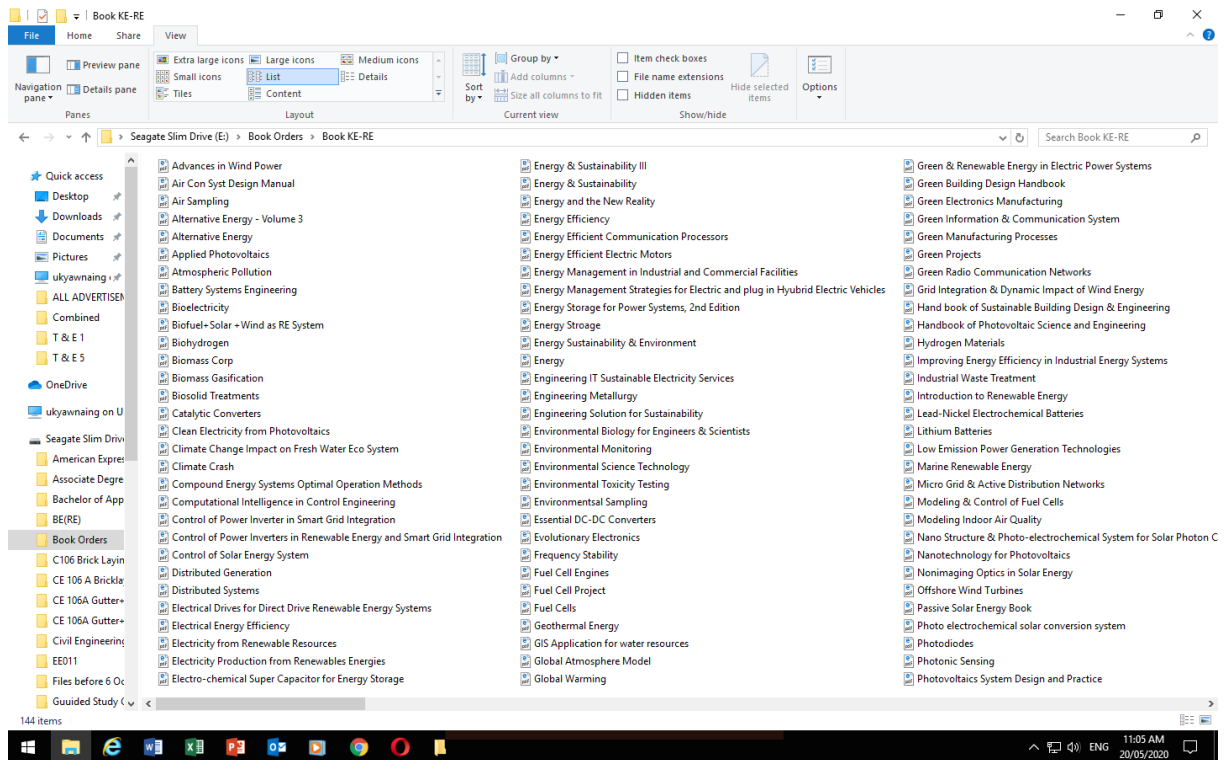 Book KE-RE
File Home Share View
Navigation pane
Preview pane
Details pane
Panes
Extra large icons Large icons Medium icons
Small icons List Details
Tiles Content
Layout
Sort by
Group by
Add columns
Size all columns to fit
Current view
Item check boxes
File name extensions
Hidden items
Hide selected items
Show/hide
Options
Seagate Slim Drive (E:) > Book Orders > Book KE-RE
Search Book KE-RE
Quick access
Desktop
Downloads
Documents
Pictures
ukyawnaing
ALL ADVERTISEN
Combined
T & E 1
T & E 5
OneDrive
ukyawnaing on U
Seagate Slim Driv
American Expres
Associate Degre
Bachelor of App
BE(RE)
Book Orders
C106 Brick Layin
CE 106 A Brickla
CE 106A Gutter+
CE 106A Gutter+
Civil Engineering
EE011
Files before 6 Oc
Guuided Study
Advances in Wind Power
Air Con Syst Design Manual
Air Sampling
Alternative Energy - Volume 3
Alternative Energy
Applied Photovoltaics
Atmospheric Pollution
Battery Systems Engineering
Bioelectricity
Biofuel+Solar +Wind as RE System
Biohydrogen
Biomass Corp
Biomass Gasification
Biosolid Treatments
Catalytic Converters
Clean Electricity from Photovoltaics
Climate Change Impact on Fresh Water Eco System
Climate Crash
Compound Energy Systems Optimal Operation Methods
Computational Intelligence in Control Engineering
Control of Power Inverter in Smart Grid Integration
Control of Power Inverters in Renewable Energy and Smart Grid Integration
Control of Solar Energy System
Distributed Generation
Distributed Systems
Electrical Drives for Direct Drive Renewable Energy Systems
Electrical Energy Efficiency
Electricity from Renewable Resources
Electricity Production from Renewables Energies
Electro-chemical Super Capacitor for Energy Storage
Energy & Sustainability III
Energy & Sustainability
Energy and the New Reality
Energy Efficiency
Energy Efficient Communication Processors
Energy Efficient Electric Motors
Energy Management in Industrial and Commercial Facilities
Energy Management Strategies for Electric and plug in Hyubrid Electric Vehicles
Energy Storage for Power Systems, 2nd Edition
Energy Stroage
Energy Sustainability & Environment
Energy
Engineering IT Sustainable Electricity Services
Engineering Metallurgy
Engineering Solution for Sustainability
Environmental Biology for Engineers & Scientists
Environmental Monitoring
Environmental Science Technology
Environmental Toxicity Testing
Environmentsal Sampling
Essential DC-DC Converters
Evolutionary Electronics
Frequency Stability
Fuel Cell Engines
Fuel Cell Project
Fuel Cells
Geothermal Energy
GIS Application for water resources
Global Atmosphere Model
Global Warming
Green & Renewable Energy in Electric Power Systems
Green Building Design Handbook
Green Electronics Manufacturing
Green Information & Communication System
Green Manufacturing Processes
Green Projects
Green Radio Communication Networks
Grid Integration & Dynamic Impact of Wind Energy
Hand book of Sustainable Building Design & Engineering
Handbook of Photovoltaic Science and Engineering
Hydrogen Materials
Improving Energy Efficiency in Industrial Energy Systems
Industrial Waste Treatment
Introduction to Renewable Energy
Lead-Nickel Electrochemical Batteries
Lithium Batteries
Low Emission Power Generation Technologies
Marine Renewable Energy
Micro Grid & Active Distribution Networks
Modeling & Control of Fuel Cells
Modeling Indoor Air Quality
Nano Structure & Photo-electrochemical System for Solar Photon C
Nanotechnology for Photovoltaics
Nonimaging Optics in Solar Energy
Offshore Wind Turbines
Passive Solar Energy Book
Photo electrochemical solar conversion system
Photodiodes
Photonic Sensing
Photovoltaics System Design and Practice
144 items
ENG
11:05 AM
20/05/2020